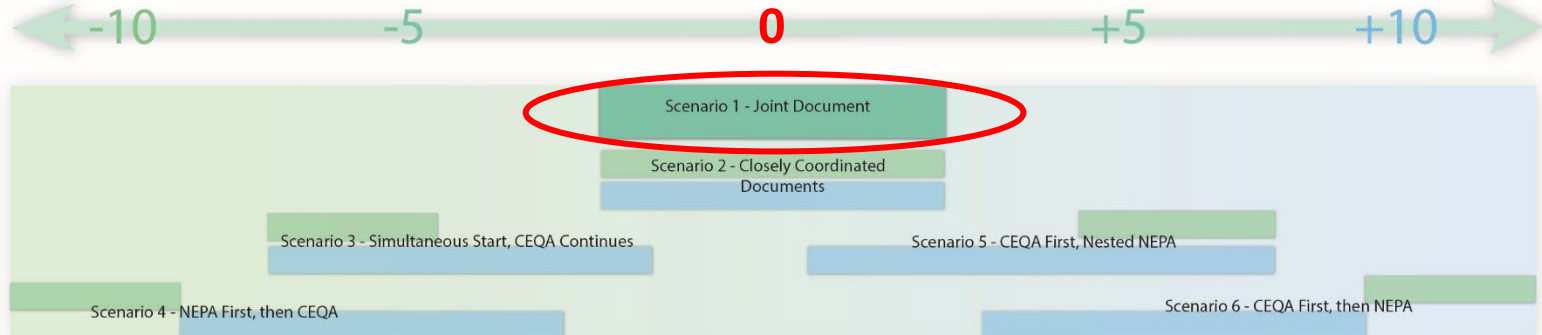 -10 -5 0 +5 +10
Scenario 1 - Joint Document
Scenario 2 - Closely Coordinated
Documents
Scenario 3 - Simultaneous Start, CEQA Continues
Scenario 5 - CEQA First, Nested NEPA
Scenario 4 - NEPA First, then CEQA
Scenario 6 - CEQA First, then NEPA